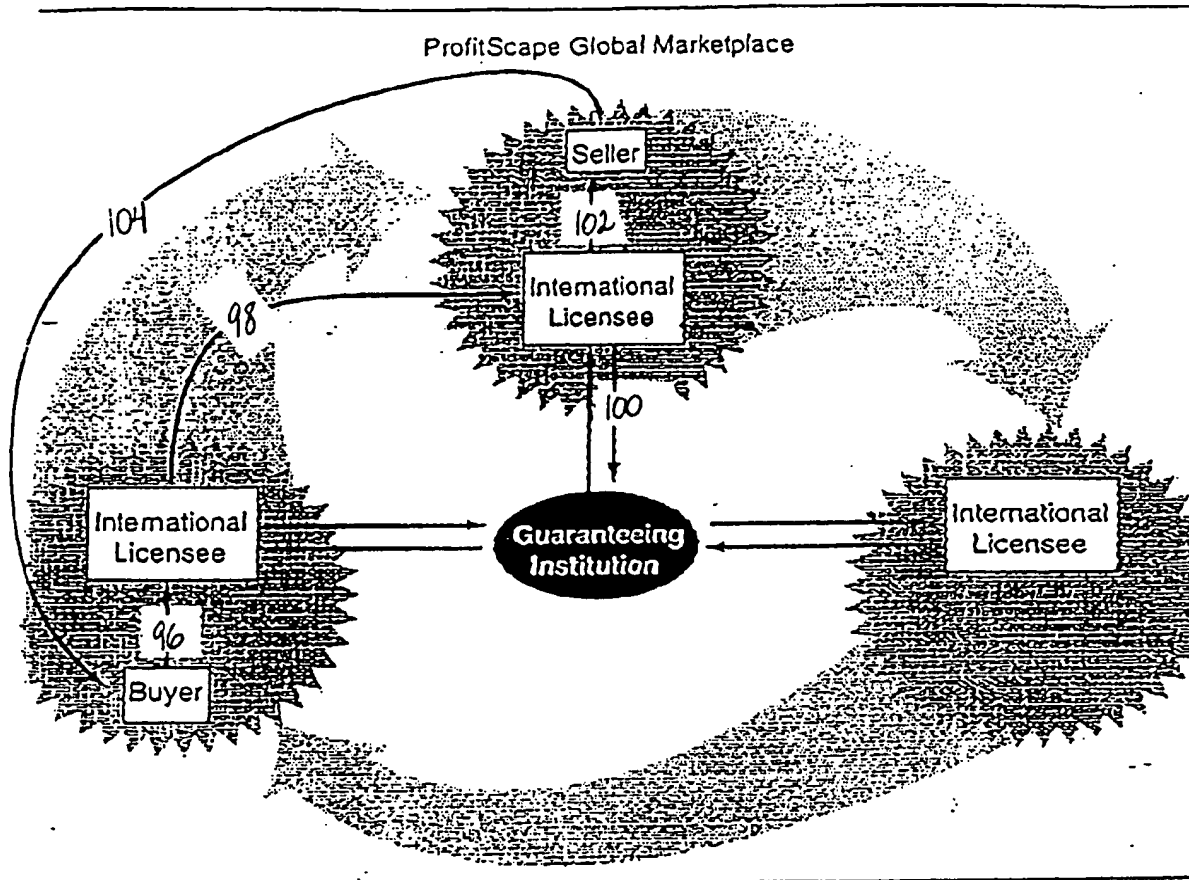 ProfitScape Global Marketplace
Seller
104
102
International
Licensee
98
100
International
Licensee
Guaranteeing
Institution
International
Licensee
96
Buyer